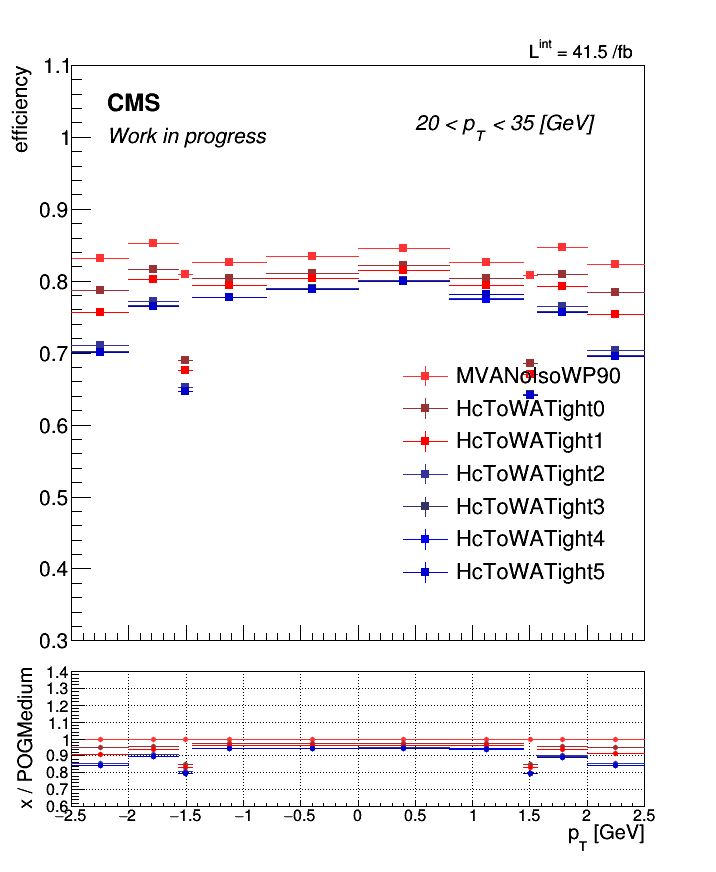 L^int = 41.5 /fb
efficiency
CMS
Work in progress
20 < p_T < 35 [GeV]
1.1
1
0.9
0.8
0.7
0.6
0.5
0.4
0.3
MVANoIsoWP90
HcToWATight0
HcToWATight1
HcToWATight2
HcToWATight3
HcToWATight4
HcToWATight5
x / POGMedium
1.4
1.3
1.2
1.1
1
0.9
0.8
0.7
0.6
−2.5 −2 −1.5 −1 −0.5 0 0.5 1 1.5 2 2.5
p_T [GeV]